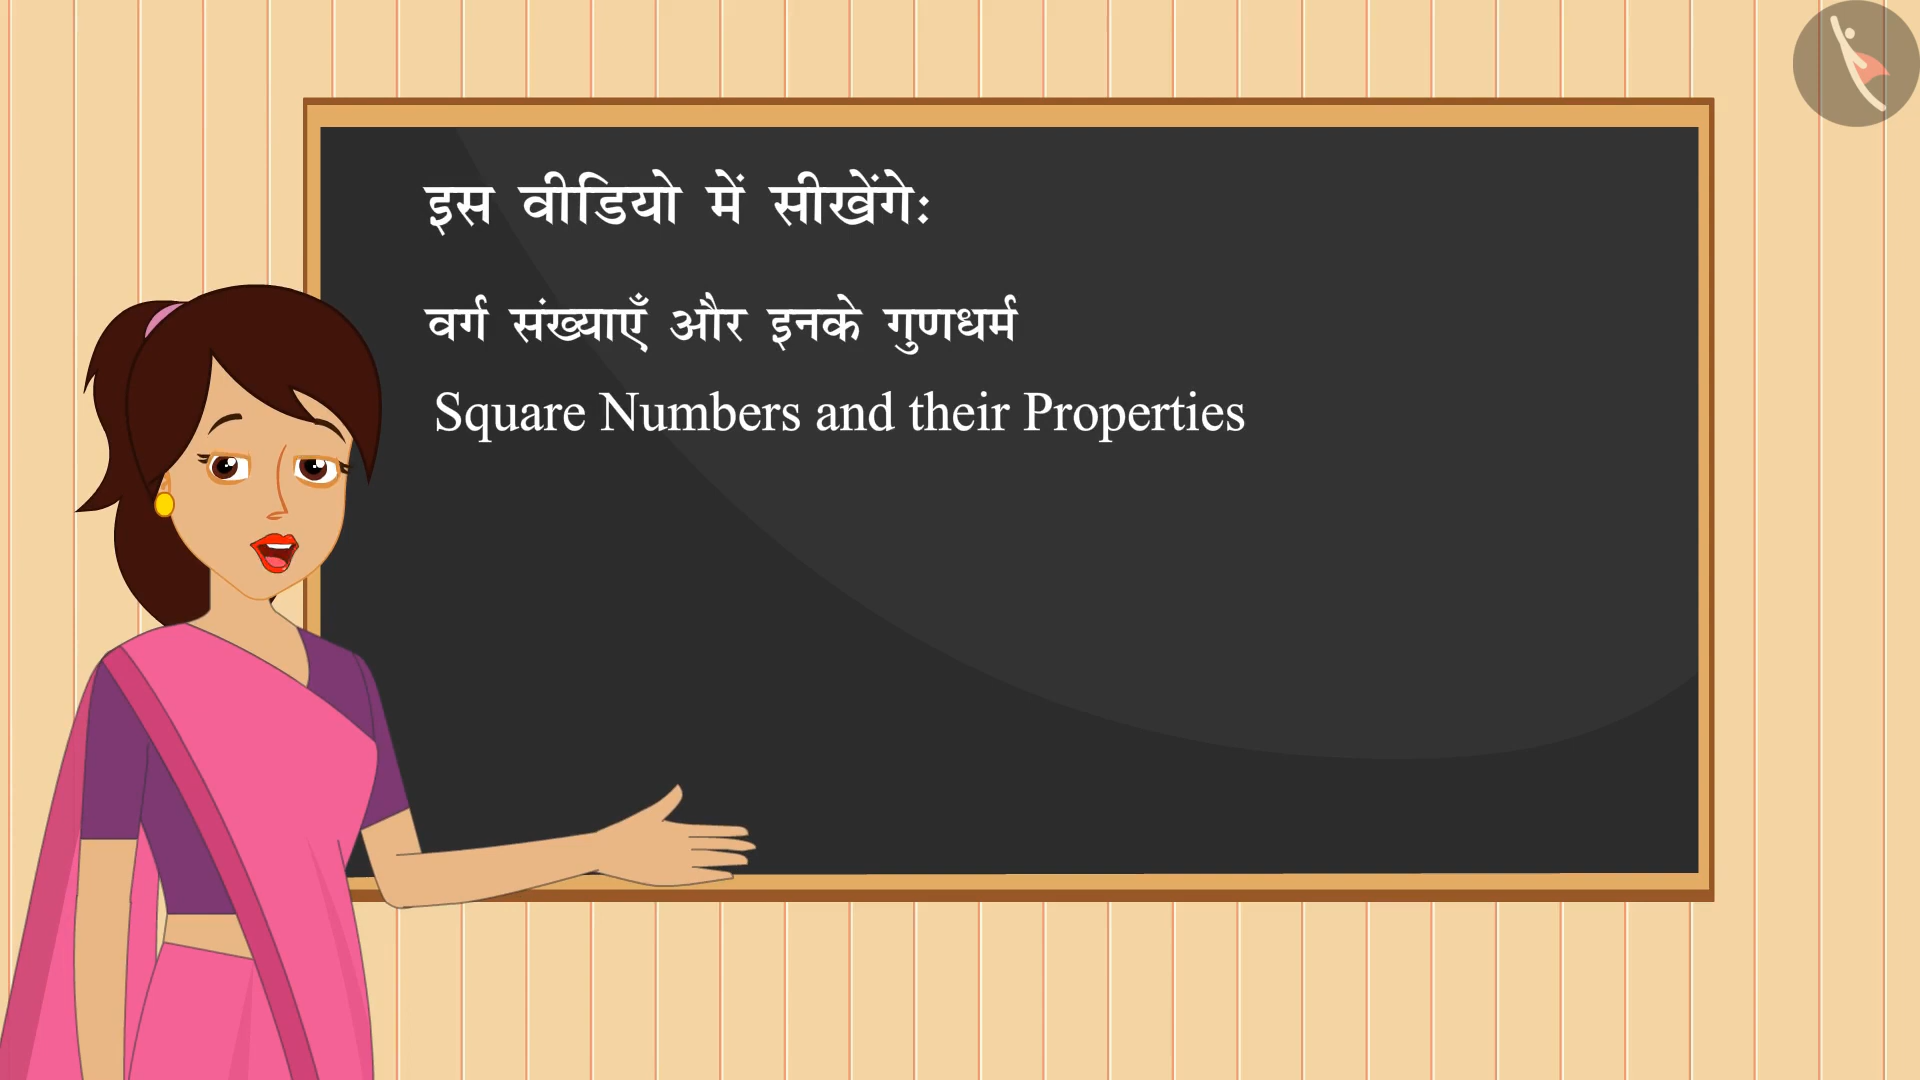 इस वीडियो में सीखेंगेः
वर्ग संख्याएँ और इनके गुणधर्म
Square Numbers and their Properties